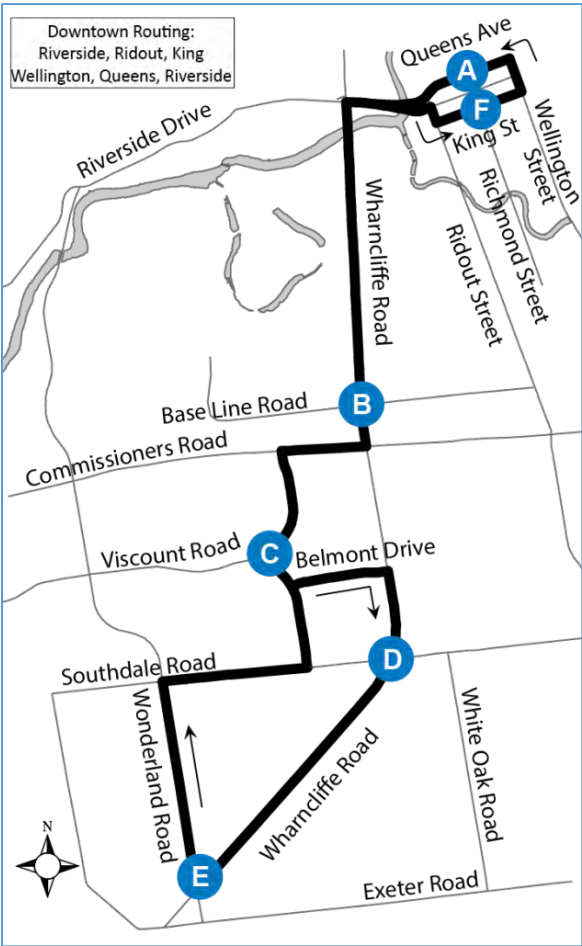 Downtown Routing:
Riverside, Ridout, King
Wellington, Queens, Riverside
Queens Ave
A
F
King St
Wellington
Street
Riverside Drive
Wharncliffe Road
Richmond Street
Ridout Street
Base Line Road
B
Commissioners Road
Viscount Road
C
Belmont Drive
D
Southdale Road
Wonderland Road
Wharncliffe Road
White Oak Road
N
E
Exeter Road